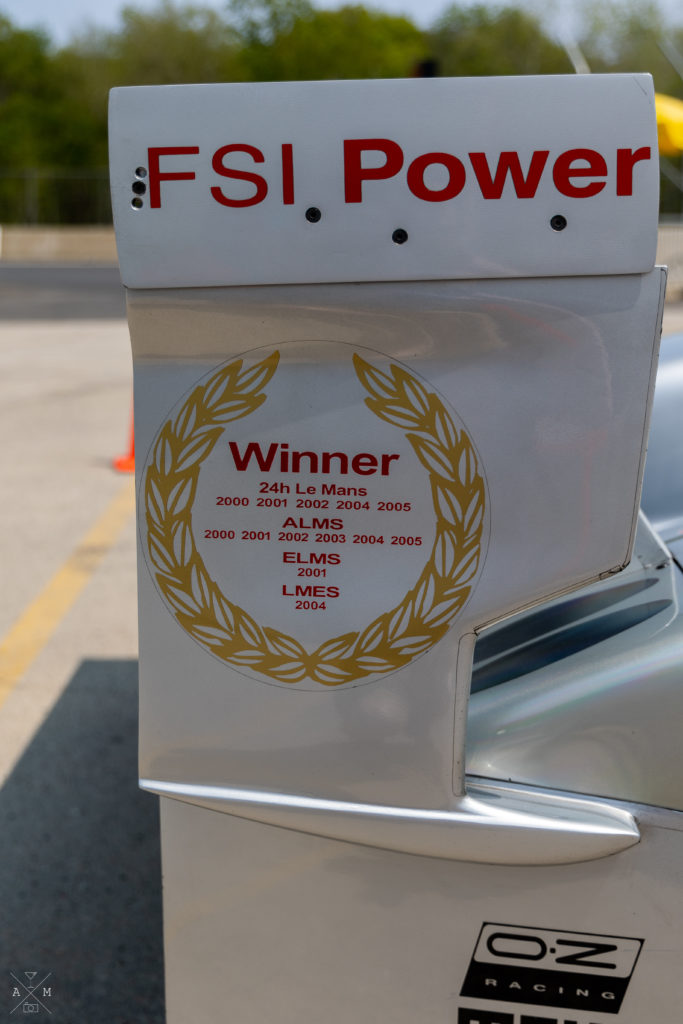 FSI Power
Winner
24h Le Mans
2000 2001 2002 2004 2005
ALMS
2000 2001 2002 2003 2004 2005
ELMS
2001
LMES
2004
O·Z
RACING
A M